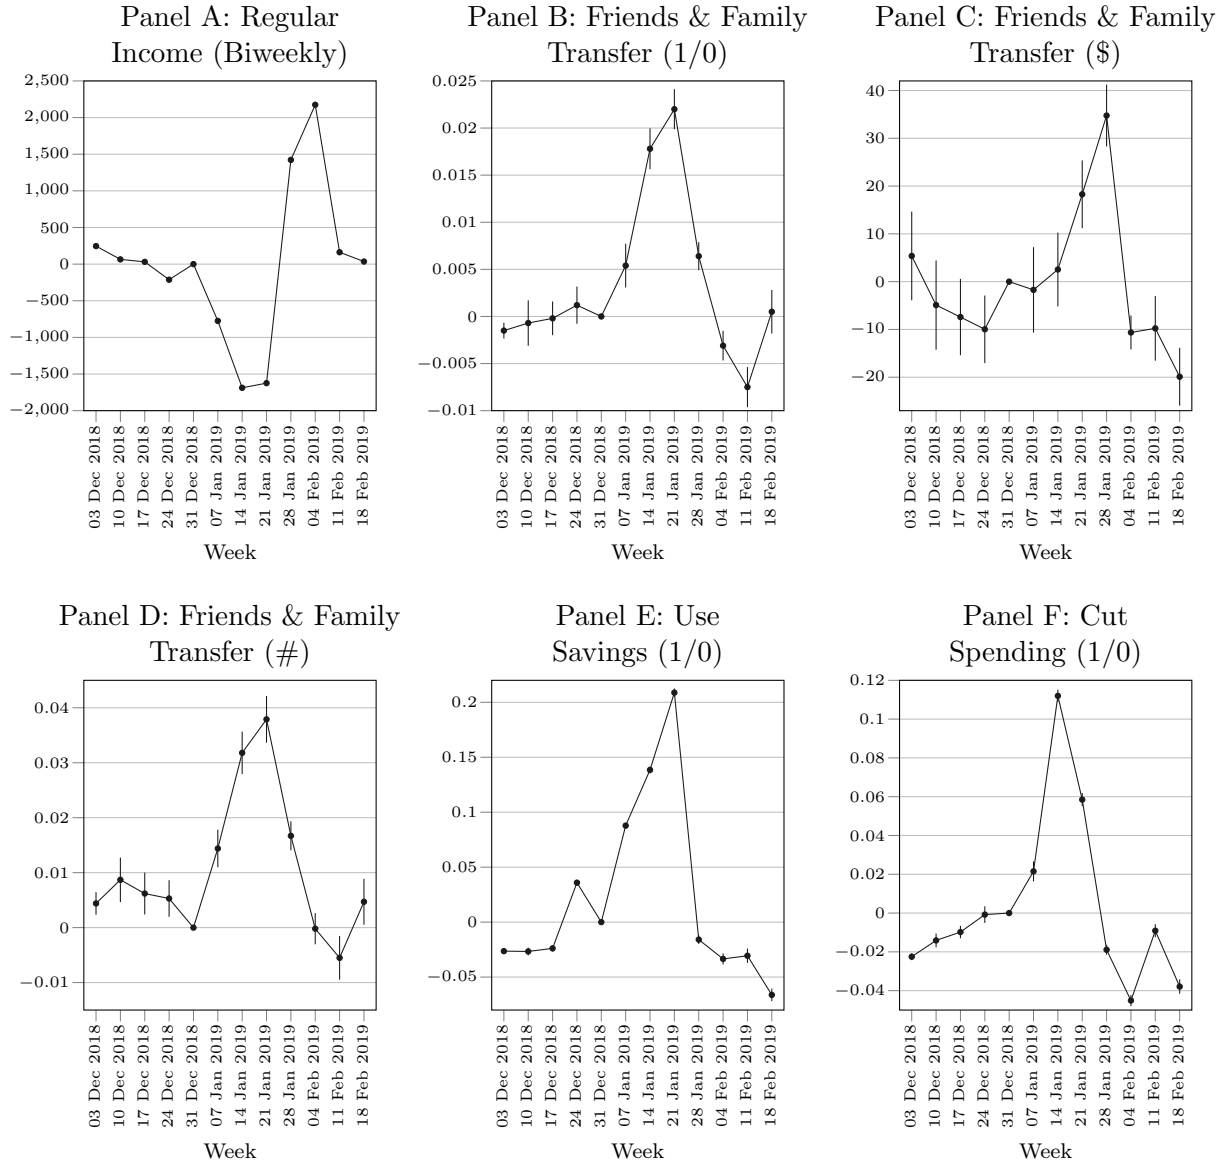 Panel A: Regular
Income (Biweekly)
2,500
2,000
1,500
1,000
500
0
−500
−1,000
−1,500
−2,000
03 Dec 2018
10 Dec 2018
17 Dec 2018
24 Dec 2018
31 Dec 2018
07 Jan 2019
14 Jan 2019
21 Jan 2019
28 Jan 2019
04 Feb 2019
11 Feb 2019
18 Feb 2019
Week
Panel B: Friends & Family
Transfer (1/0)
0.025
0.02
0.015
0.01
0.005
0
−0.005
−0.01
03 Dec 2018
10 Dec 2018
17 Dec 2018
24 Dec 2018
31 Dec 2018
07 Jan 2019
14 Jan 2019
21 Jan 2019
28 Jan 2019
04 Feb 2019
11 Feb 2019
18 Feb 2019
Week
Panel C: Friends & Family
Transfer ($)
40
30
20
10
0
−10
−20
03 Dec 2018
10 Dec 2018
17 Dec 2018
24 Dec 2018
31 Dec 2018
07 Jan 2019
14 Jan 2019
21 Jan 2019
28 Jan 2019
04 Feb 2019
11 Feb 2019
18 Feb 2019
Week
Panel D: Friends & Family
Transfer (#)
0.04
0.03
0.02
0.01
0
−0.01
03 Dec 2018
10 Dec 2018
17 Dec 2018
24 Dec 2018
31 Dec 2018
07 Jan 2019
14 Jan 2019
21 Jan 2019
28 Jan 2019
04 Feb 2019
11 Feb 2019
18 Feb 2019
Week
Panel E: Use
Savings (1/0)
0.2
0.15
0.1
0.05
0
−0.05
03 Dec 2018
10 Dec 2018
17 Dec 2018
24 Dec 2018
31 Dec 2018
07 Jan 2019
14 Jan 2019
21 Jan 2019
28 Jan 2019
04 Feb 2019
11 Feb 2019
18 Feb 2019
Week
Panel F: Cut
Spending (1/0)
0.12
0.1
0.08
0.06
0.04
0.02
0
−0.02
−0.04
03 Dec 2018
10 Dec 2018
17 Dec 2018
24 Dec 2018
31 Dec 2018
07 Jan 2019
14 Jan 2019
21 Jan 2019
28 Jan 2019
04 Feb 2019
11 Feb 2019
18 Feb 2019
Week